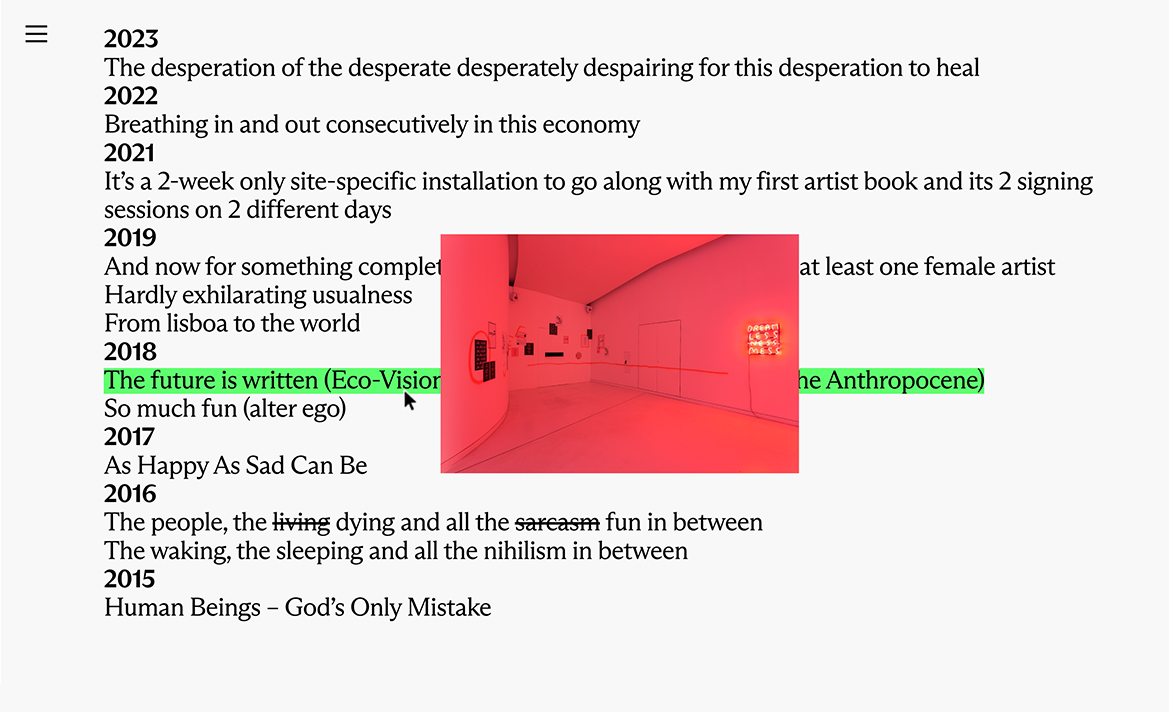 2023
The desperation of the desperate desperately despairing for this desperation to heal
2022
Breathing in and out consecutively in this economy
2021
It’s a 2-week only site-specific installation to go along with my first artist book and its 2 signing
sessions on 2 different days
2019
And now for something complet at least one female artist
Hardly exhilarating usualness
From lisboa to the world
2018
The future is written (Eco-Vision he Anthropocene)
DREAM
LESS
NESS
NESS
So much fun (alter ego)
2017
As Happy As Sad Can Be
2016
The people, the living dying and all the sarcasm fun in between
The waking, the sleeping and all the nihilism in between
2015
Human Beings – God’s Only Mistake